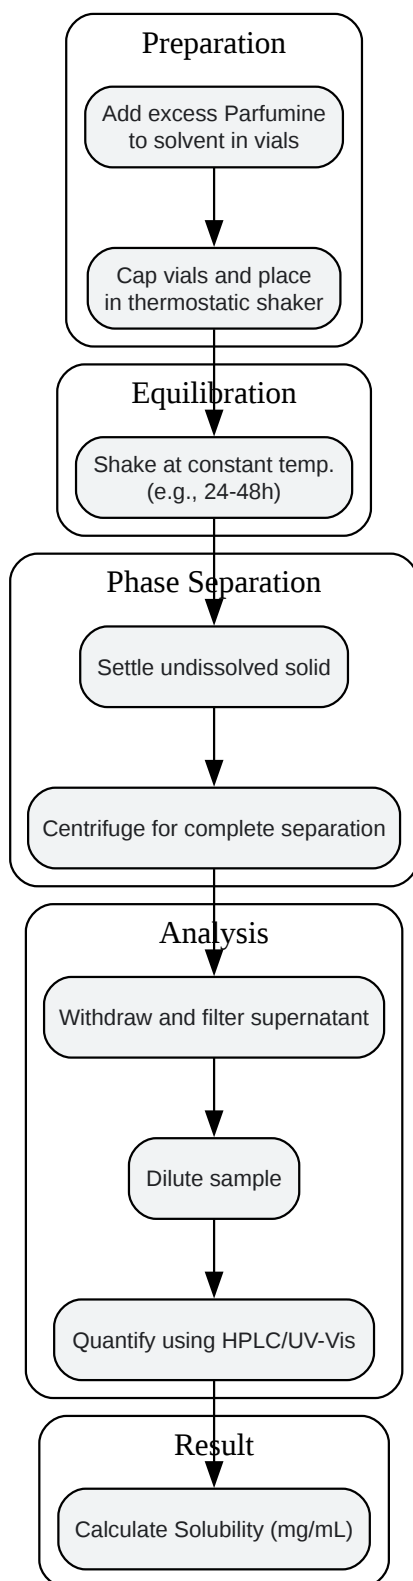 Preparation
Add excess Parfumine
to solvent in vials
Cap vials and place
in thermostatic shaker
Equilibration
Shake at constant temp.
(e.g., 24-48h)
Phase Separation
Settle undissolved solid
Centrifuge for complete separation
Analysis
Withdraw and filter supernatant
Dilute sample
Quantify using HPLC/UV-Vis
Result
Calculate Solubility (mg/mL)